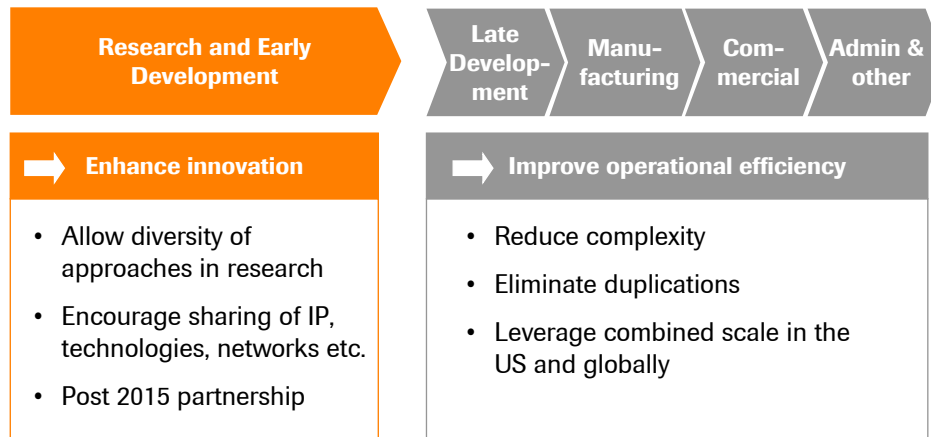 Research and Early
Development
Late
Develop-
ment
Manu-
facturing
Com-
mercial
Admin &
other
Enhance innovation
• Allow diversity of
approaches in research
• Encourage sharing of IP,
technologies, networks etc.
• Post 2015 partnership
Improve operational efficiency
• Reduce complexity
• Eliminate duplications
• Leverage combined scale in the
US and globally